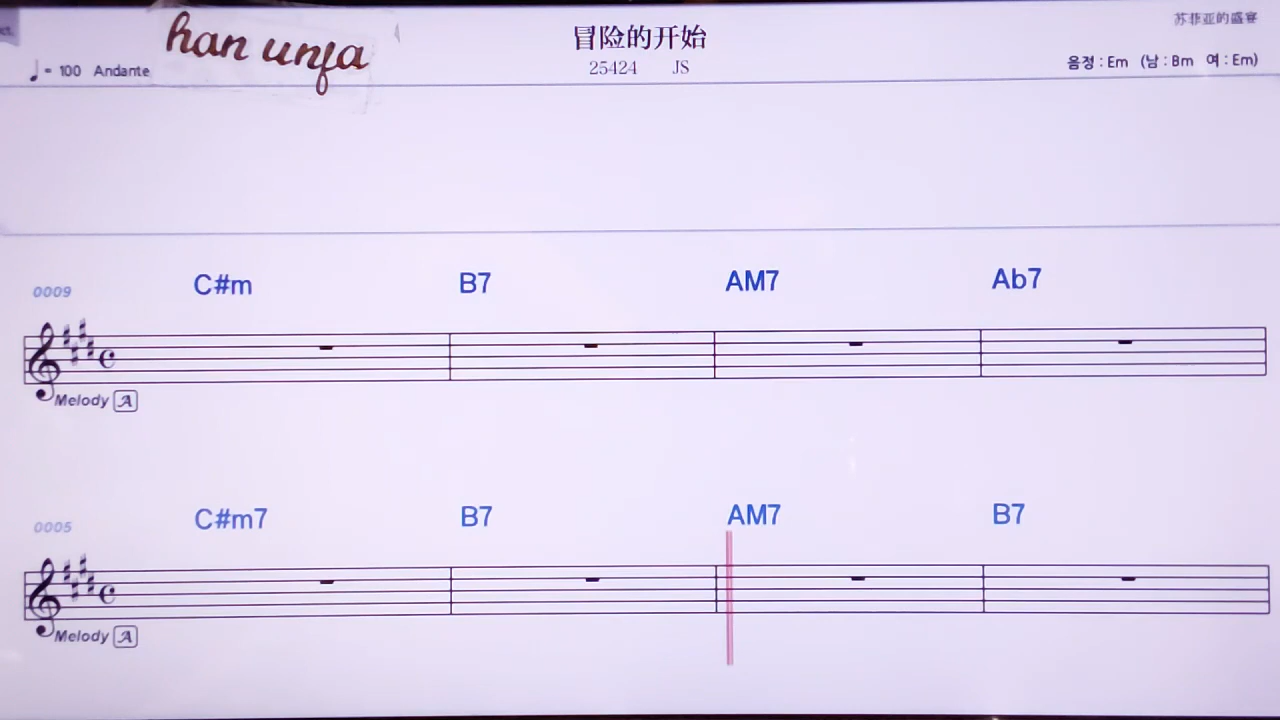 han unfa
冒险的开始
苏菲亚的盛宴
♩= 100 Andante
25424 JS
음정 : Em (남 : Bm 여 : Em)
0009 C#m B7 AM7 Ab7
Melody A
0005 C#m7 B7 AM7 B7
Melody A